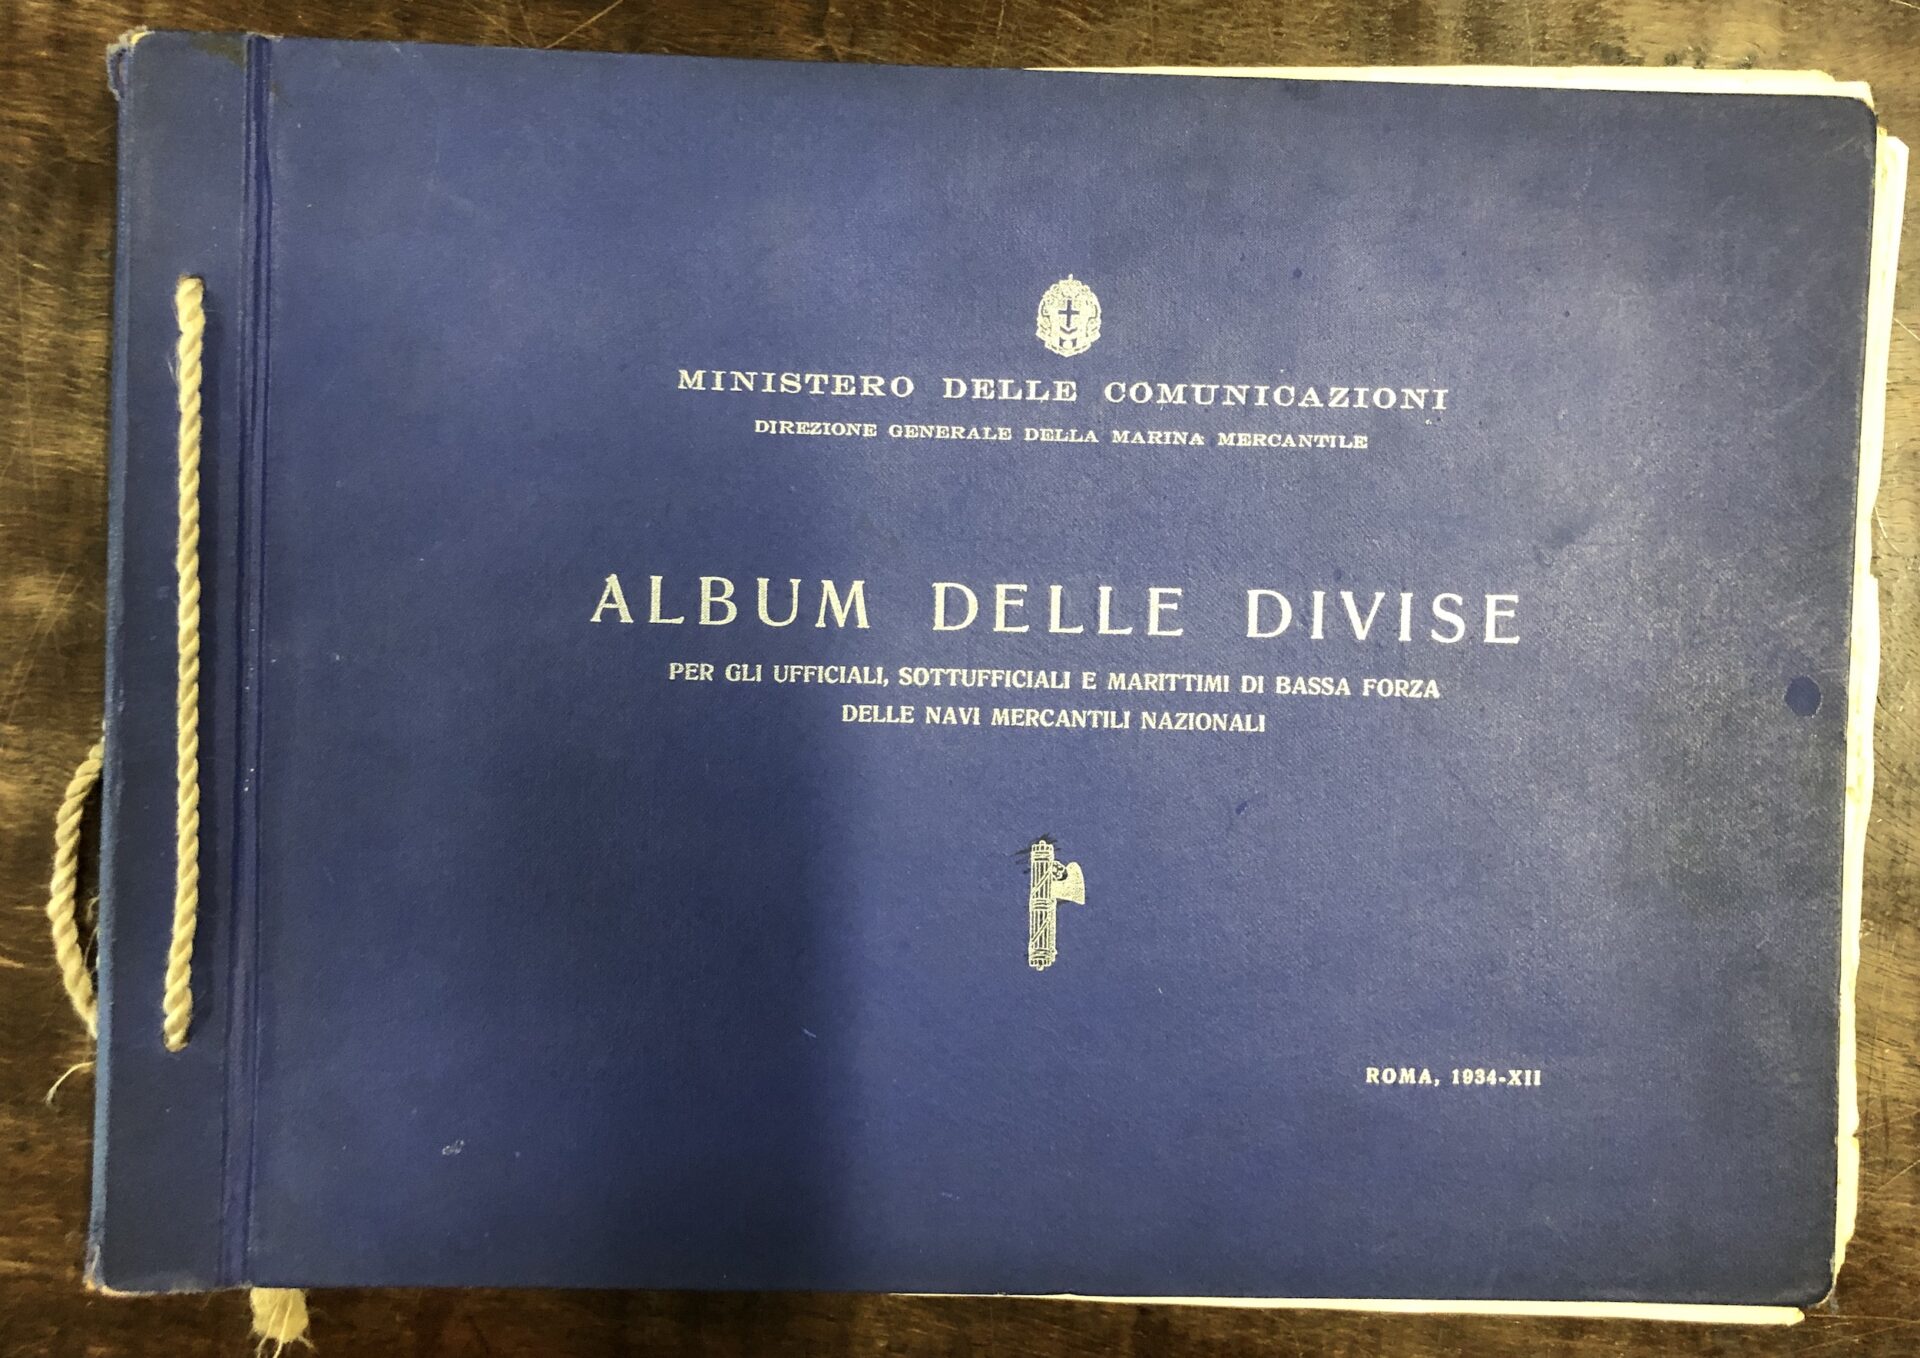 MINISTERO DELLE COMUNICAZIONI
DIREZIONE GENERALE DELLA MARINA MERCANTILE
ALBUM DELLE DIVISE
PER GLI UFFICIALI, SOTTUFFICIALI E MARITTIMI DI BASSA FORZA
DELLE NAVI MERCANTILI NAZIONALI
ROMA, 1934-XII